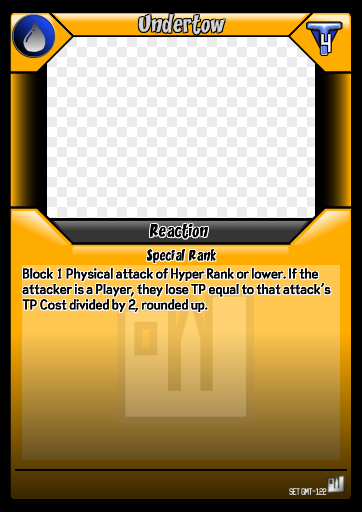 Undertow
4
Reaction
Special Rank
Block 1 Physical attack of Hyper Rank or lower. If the
attacker is a Player, they lose TP equal to that attack's
TP Cost divided by 2, rounded up.
SET GMT-122